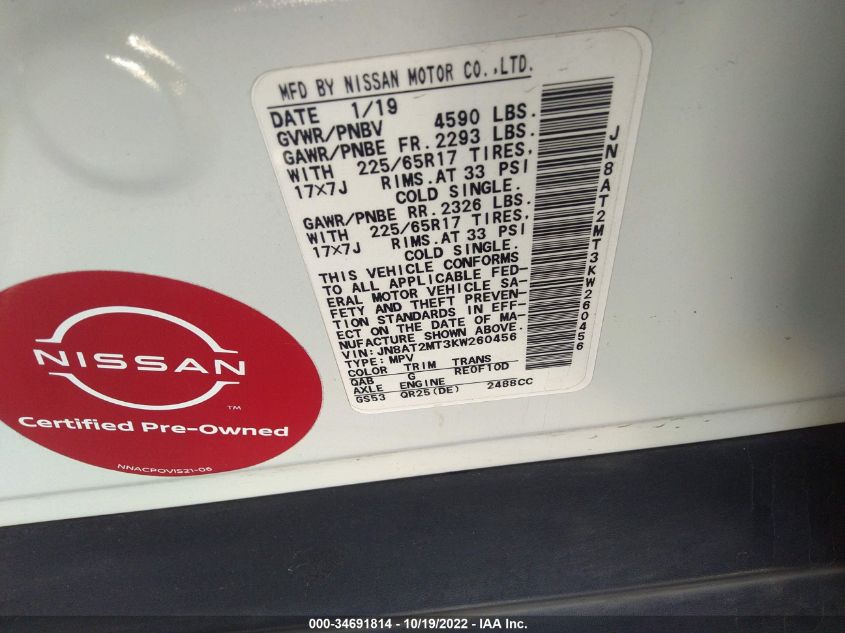 MFD BY NISSAN MOTOR CO.,LTD.
DATE 1/19
GVWR/PNBV 4590 LBS.
GAWR/PNBE FR. 2293 LBS.
WITH 225/65R17 TIRES,
17×7J RIMS.AT 33 PSI
COLD SINGLE.
GAWR/PNBE RR. 2326 LBS.
WITH 225/65R17 TIRES,
17×7J RIMS.AT 33 PSI
COLD SINGLE.
THIS VEHICLE CONFORMS
TO ALL APPLICABLE FED-
ERAL MOTOR VEHICLE SA-
FETY AND THEFT PREVEN-
TION STANDARDS IN EFF-
ECT ON THE DATE OF MA-
NUFACTURE SHOWN ABOVE.
VIN: JN8AT2MT3KW260456
TYPE: MPV
COLOR TRIM TRANS
QAB G RE0F10D
AXLE ENGINE
GS53 QR25(DE) 2488CC
JN8AT2MT3KW260456
NISSAN
TM
Certified Pre-Owned
NNACPOVIS21-06
000-34691814 - 10/19/2022 - IAA Inc.